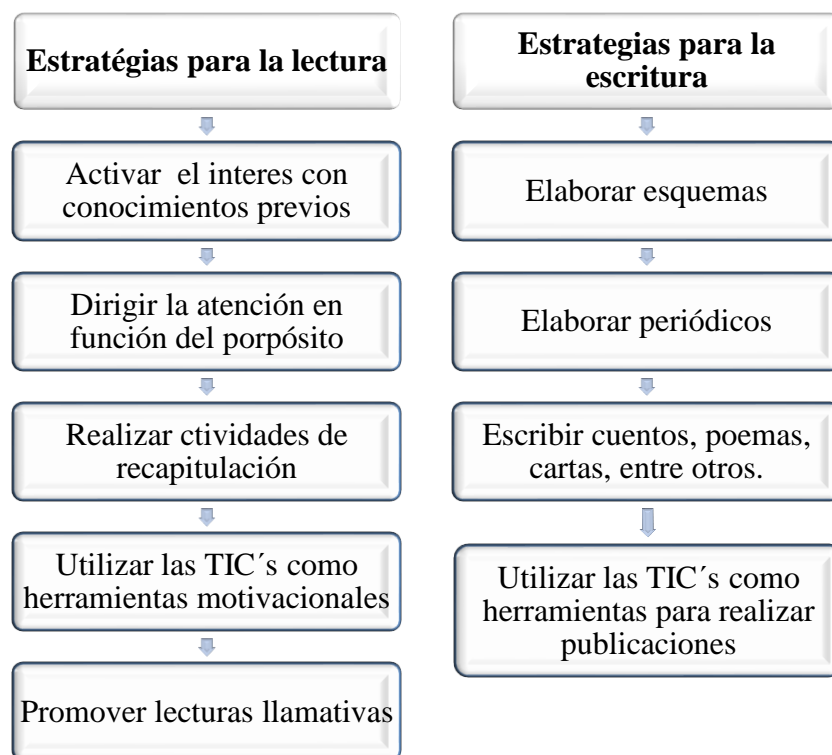 Estratégias para la lectura
Activar el interes con
conocimientos previos
Dirigir la atención en
función del porpósito
Realizar ctividades de
recapitulación
Utilizar las TIC´s como
herramientas motivacionales
Promover lecturas llamativas
Estrategias para la
escritura
Elaborar esquemas
Elaborar periódicos
Escribir cuentos, poemas,
cartas, entre otros.
Utilizar las TIC´s como
herramientas para realizar
publicaciones